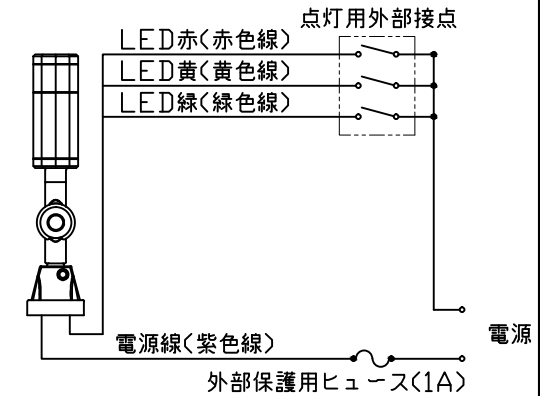 点灯用外部接点
LED赤(赤色線)
LED黄(黄色線)
LED緑(緑色線)
電源
電源線(紫色線)
外部保護用ヒューズ(1A)